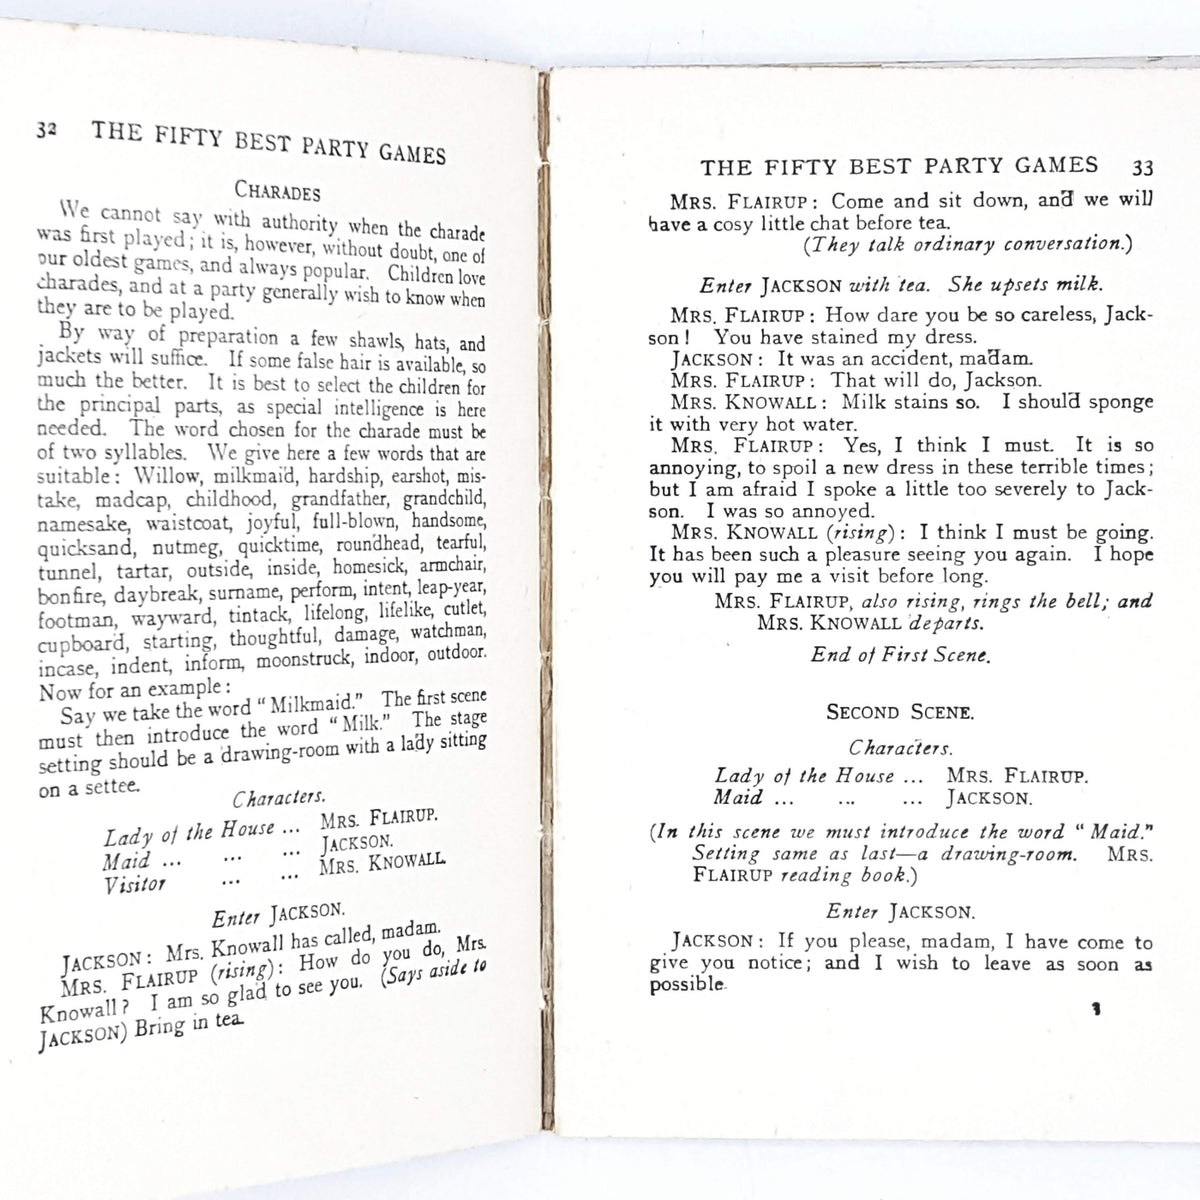 32 THE FIFTY BEST PARTY GAMES
CHARADES
We cannot say with authority when the charade
was first played; it is, however, without doubt, one of
our oldest games, and always popular. Children love
charades, and at a party generally wish to know when
they are to be played.
By way of preparation a few shawls, hats, and
jackets will suffice. If some false hair is available, so
much the better. It is best to select the children for
the principal parts, as special intelligence is here
needed. The word chosen for the charade must be
of two syllables. We give here a few words that are
suitable: Willow, milkmaid, hardship, earshot, mis-
take, madcap, childhood, grandfather, grandchild,
namesake, waistcoat, joyful, full-blown, handsome,
quicksand, nutmeg, quicktime, roundhead, tearful,
tunnel, tartar, outside, inside, homesick, armchair,
bonfire, daybreak, surname, perform, intent, leap-year,
footman, wayward, tintack, lifelong, lifelike, cutlet,
cupboard, starting, thoughtful, damage, watchman,
incase, indent, inform, moonstruck, indoor, outdoor.
Now for an example:
Say we take the word "Milkmaid." The first scene
must then introduce the word "Milk." The stage
setting should be a drawing-room with a lady sitting
on a settee.
Characters.
Lady of the House ... MRS. FLAIRUP.
Maid ... ... ... JACKSON.
Visitor ... ... MRS. KNOWALL
Enter JACKSON.
JACKSON: Mrs. Knowall has called, madam.
MRS. FLAIRUP (rising): How do you do, Mrs.
Knowall? I am so glad to see you. (Says aside to
JACKSON) Bring in tea.
THE FIFTY BEST PARTY GAMES 33
MRS. FLAIRUP: Come and sit down, and we will
have a cosy little chat before tea.
(They talk ordinary conversation.)
Enter JACKSON with tea. She upsets milk.
MRS. FLAIRUP: How dare you be so careless, Jack-
son! You have stained my dress.
JACKSON: It was an accident, madam.
MRS. FLAIRUP: That will do, Jackson.
MRS. KNOWALL: Milk stains so. I should sponge
it with very hot water.
MRS. FLAIRUP: Yes, I think I must. It is so
annoying, to spoil a new dress in these terrible times;
but I am afraid I spoke a little too severely to Jack-
son. I was so annoyed.
MRS. KNOWALL (rising): I think I must be going.
It has been such a pleasure seeing you again. I hope
you will pay me a visit before long.
MRS. FLAIRUP, also rising, rings the bell; and
MRS. KNOWALL departs.
End of First Scene.
SECOND SCENE.
Characters.
Lady of the House ... MRS. FLAIRUP.
Maid ... ... ... JACKSON.
(In this scene we must introduce the word "Maid."
Setting same as last—a drawing-room. MRS.
FLAIRUP reading book.)
Enter JACKSON.
JACKSON: If you please, madam, I have come to
give you notice; and I wish to leave as soon as
possible.